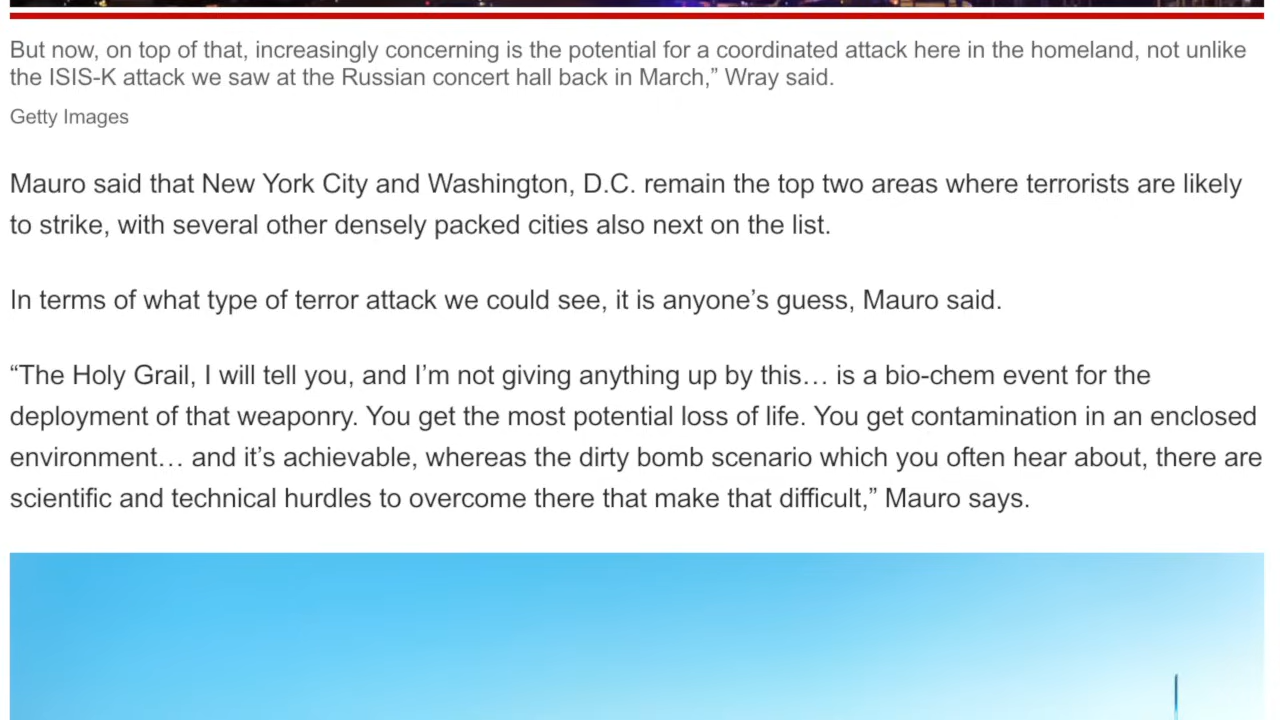 But now, on top of that, increasingly concerning is the potential for a coordinated attack here in the homeland, not unlike
the ISIS-K attack we saw at the Russian concert hall back in March,” Wray said.
Getty Images
Mauro said that New York City and Washington, D.C. remain the top two areas where terrorists are likely
to strike, with several other densely packed cities also next on the list.
In terms of what type of terror attack we could see, it is anyone’s guess, Mauro said.
“The Holy Grail, I will tell you, and I’m not giving anything up by this… is a bio-chem event for the
deployment of that weaponry. You get the most potential loss of life. You get contamination in an enclosed
environment… and it’s achievable, whereas the dirty bomb scenario which you often hear about, there are
scientific and technical hurdles to overcome there that make that difficult,” Mauro says.